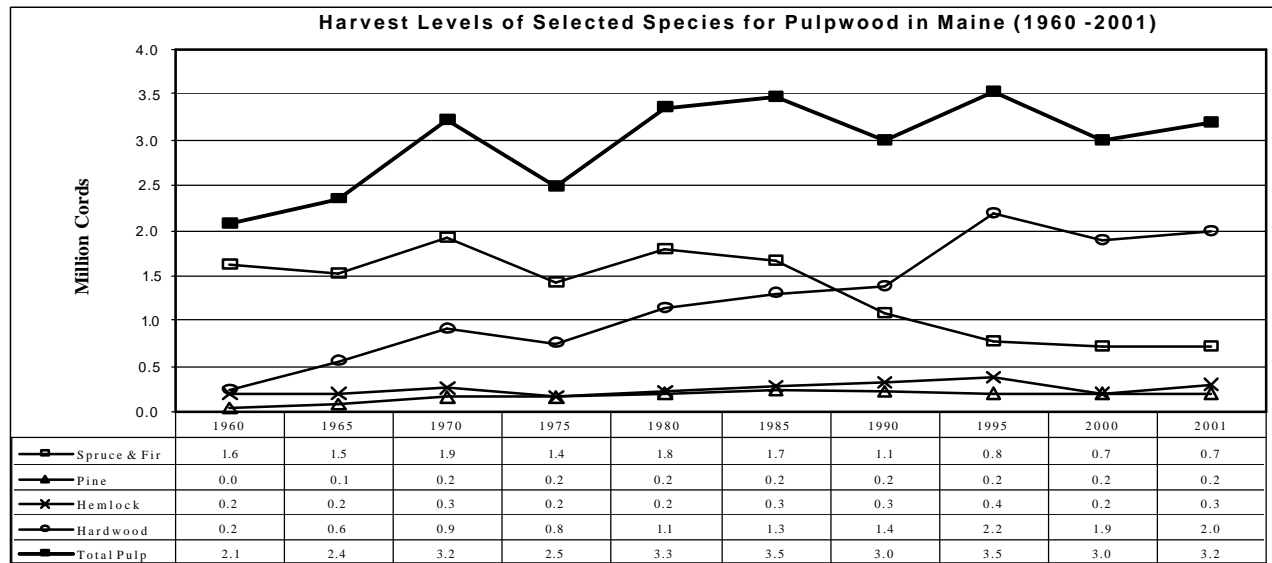 Harvest Levels of Selected Species for Pulpwood in Maine (1960 -2001)
Million Cords
4.0
3.5
3.0
2.5
2.0
1.5
1.0
0.5
0.0
1960 1965 1970 1975 1980 1985 1990 1995 2000 2001
Spruce & Fir 1.6 1.5 1.9 1.4 1.8 1.7 1.1 0.8 0.7 0.7
Pine 0.0 0.1 0.2 0.2 0.2 0.2 0.2 0.2 0.2 0.2
Hemlock 0.2 0.2 0.3 0.2 0.2 0.3 0.3 0.4 0.2 0.3
Hardwood 0.2 0.6 0.9 0.8 1.1 1.3 1.4 2.2 1.9 2.0
Total Pulp 2.1 2.4 3.2 2.5 3.3 3.5 3.0 3.5 3.0 3.2